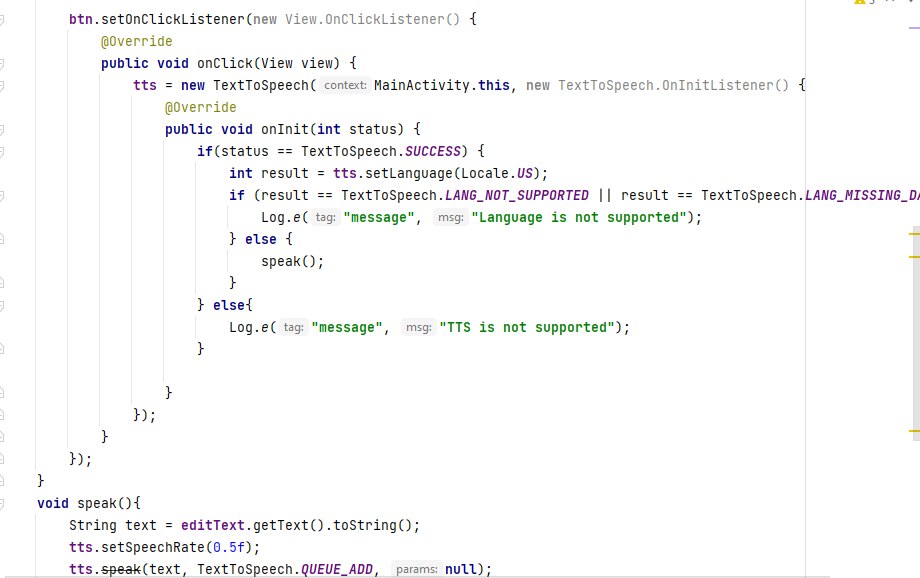 btn.setOnClickListener(new View.OnClickListener() {
@Override
public void onClick(View view) {
tts = new TextToSpeech( context: MainActivity.this, new TextToSpeech.OnInitListener() {
@Override
public void onInit(int status) {
if(status == TextToSpeech.SUCCESS) {
int result = tts.setLanguage(Locale.US);
if (result == TextToSpeech.LANG_NOT_SUPPORTED || result == TextToSpeech.LANG_MISSING_DA
Log.e( tag: "message", msg: "Language is not supported");
} else {
speak();
}
} else{
Log.e( tag: "message", msg: "TTS is not supported");
}
}
});
}
});
}
void speak(){
String text = editText.getText().toString();
tts.setSpeechRate(0.5f);
tts.speak(text, TextToSpeech.QUEUE_ADD, params: null);